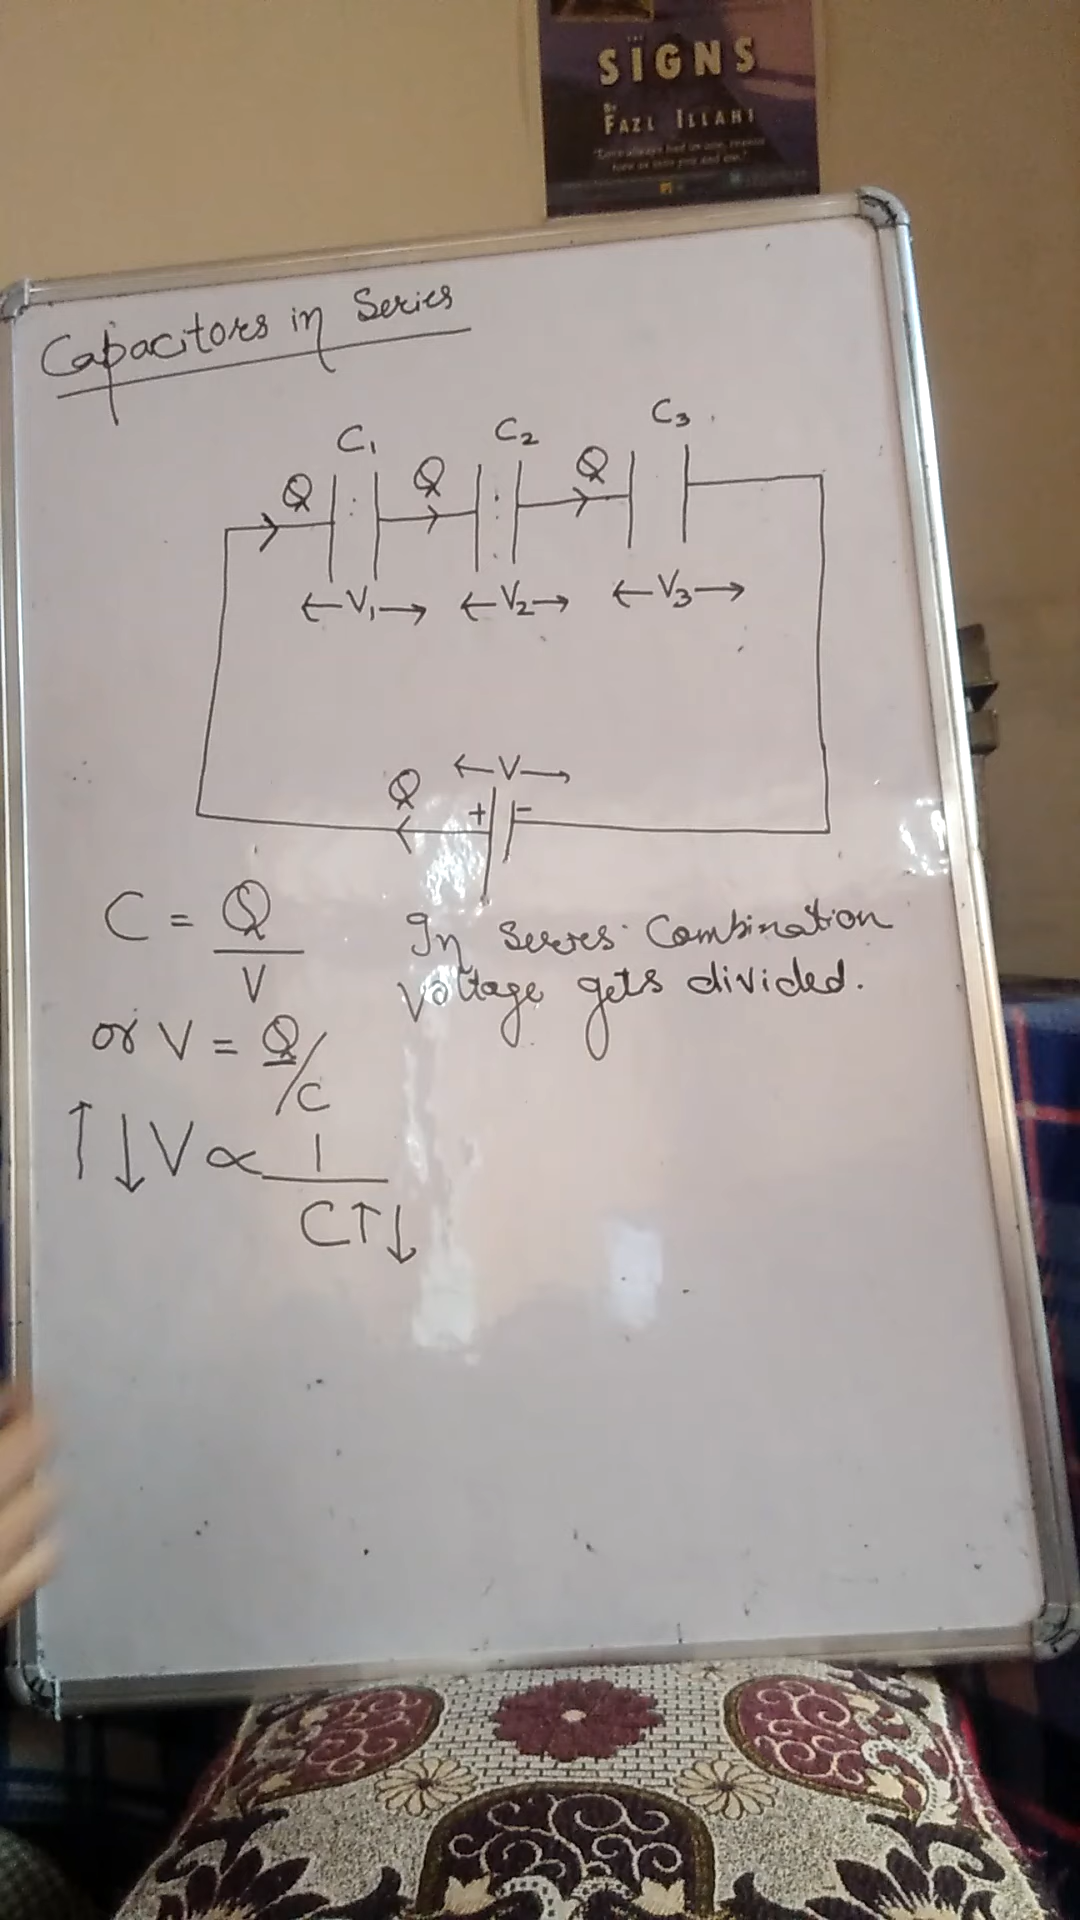 SIGNS
By
FAZL ILLAHI
Capacitors in Series
C₁ C₂ C₃
Q Q Q
←V₁→ ←V₂→ ←V₃→
←V→
Q + -
C = Q/V
In Series Combination
Voltage gets divided.
or V = Q/C
↑↓V ∝ 1/C↑↓